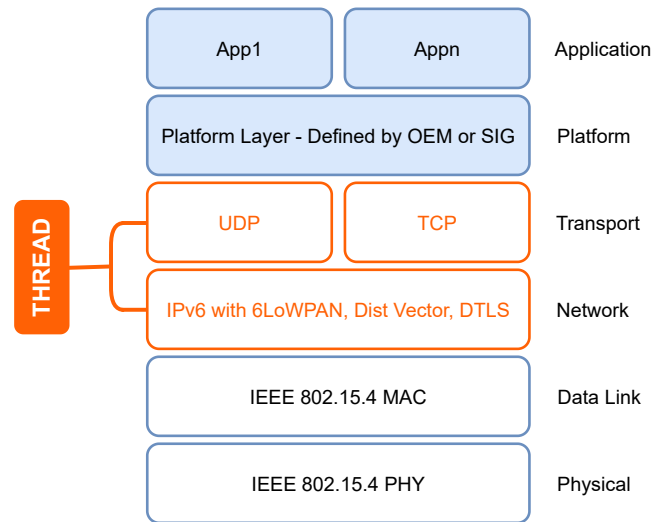 App1
Appn
Application
Platform Layer - Defined by OEM or SIG
Platform
THREAD
UDP
TCP
Transport
IPv6 with 6LoWPAN, Dist Vector, DTLS
Network
IEEE 802.15.4 MAC
Data Link
IEEE 802.15.4 PHY
Physical